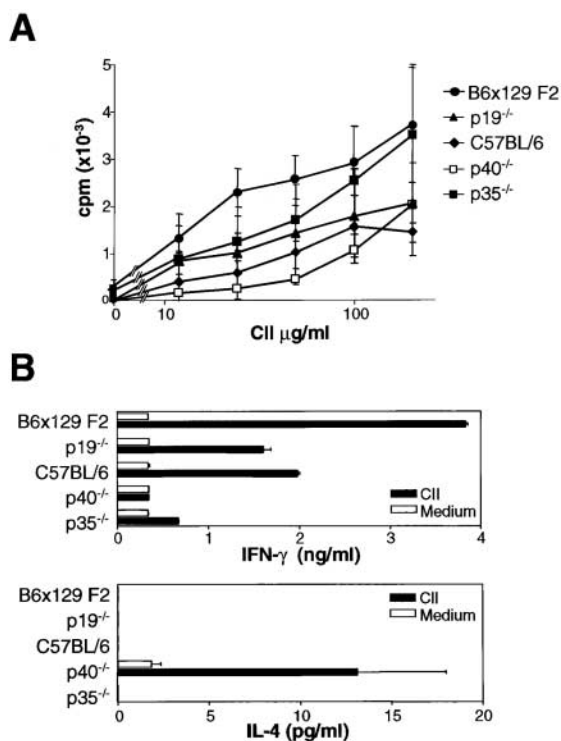 A
5
4
3
2
1
0
cpm (x10⁻³)
0
10
100
CII µg/ml
B6x129 F2
p19⁻/⁻
C57BL/6
p40⁻/⁻
p35⁻/⁻
B
B6x129 F2
p19⁻/⁻
C57BL/6
p40⁻/⁻
p35⁻/⁻
CII
Medium
0
1
2
3
4
IFN-γ (ng/ml)
B6x129 F2
p19⁻/⁻
C57BL/6
p40⁻/⁻
p35⁻/⁻
CII
Medium
0
5
10
15
20
IL-4 (pg/ml)